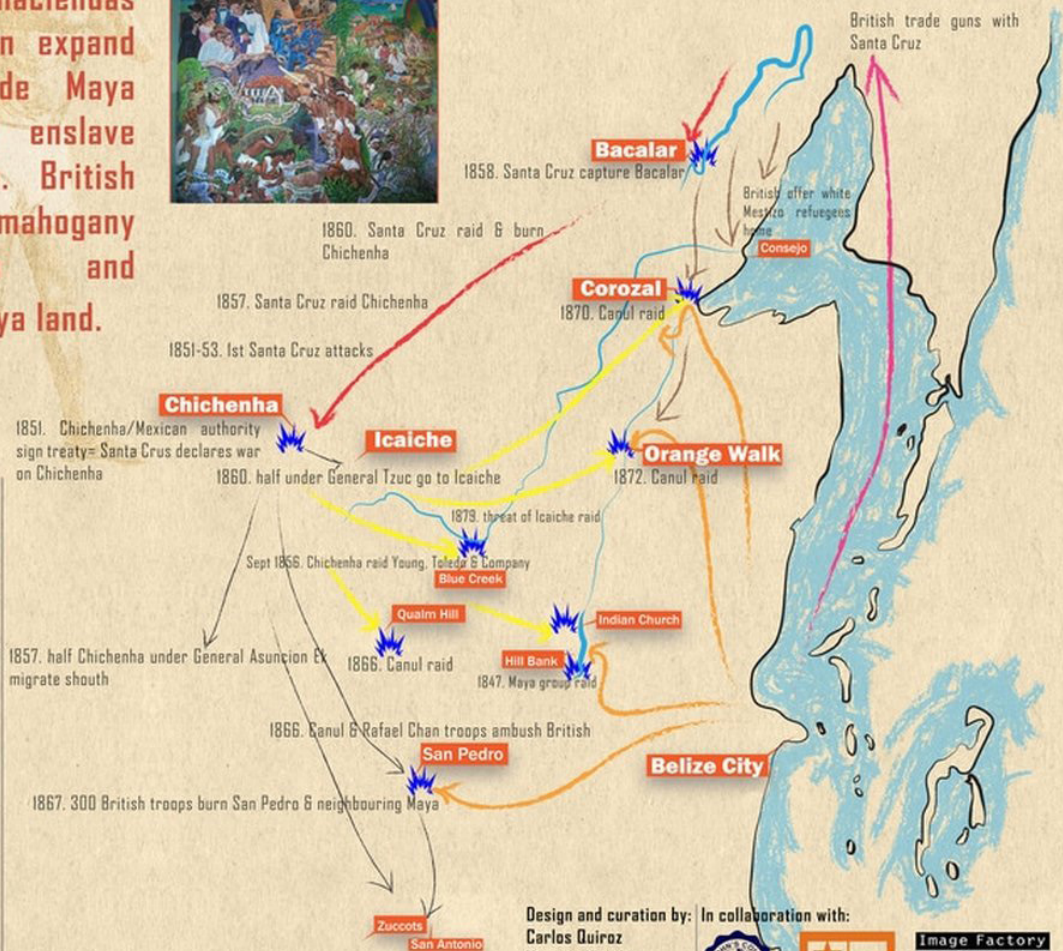 haciendas
n expand
de Maya
enslave
. British
mahogany
and
ya land.
British trade guns with
Santa Cruz
Bacalar
1858. Santa Cruz capture Bacalar
British offer white
Mestizo refuegees
home
Consejo
1860. Santa Cruz raid & burn
Chichenha
Corozal
1870. Canul raid
1857. Santa Cruz raid Chichenha
1851-53. 1st Santa Cruz attacks
Chichenha
1851. Chichenha/Mexican authority
sign treaty= Santa Crus declares war
on Chichenha
Icaiche
1860. half under General Tzuc go to Icaiche
Orange Walk
1872. Canul raid
1879. threat of Icaiche raid
Sept 1856. Chichenha reid Young, Toledo & Company
Blue Creek
Qualm Hill
1866. Canul raid
Indian Church
Hill Bank
1847. Maya group raid
1857. half Chichenha under General Asuncion Ek
migrate shouth
1866. Canul & Rafael Chan troops ambush British
San Pedro
Belize City
1867. 300 British troops burn San Pedro & neighbouring Maya
Zuccots
San Antonio
Design and curation by:
Carlos Quiroz
In collaboration with:
Image Factory